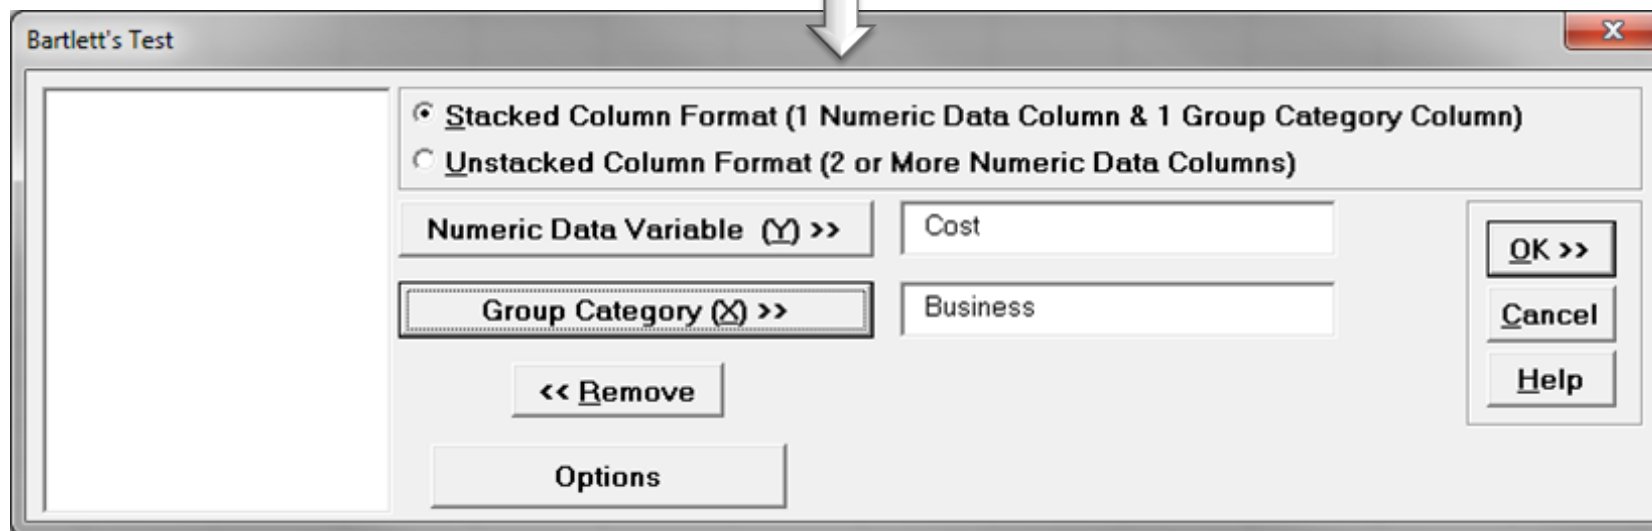 Bartlett's Test
Stacked Column Format (1 Numeric Data Column & 1 Group Category Column)
Unstacked Column Format (2 or More Numeric Data Columns)
Numeric Data Variable (Y) >>
Cost
Group Category (X) >>
Business
<< Remove
Options
OK >>
Cancel
Help